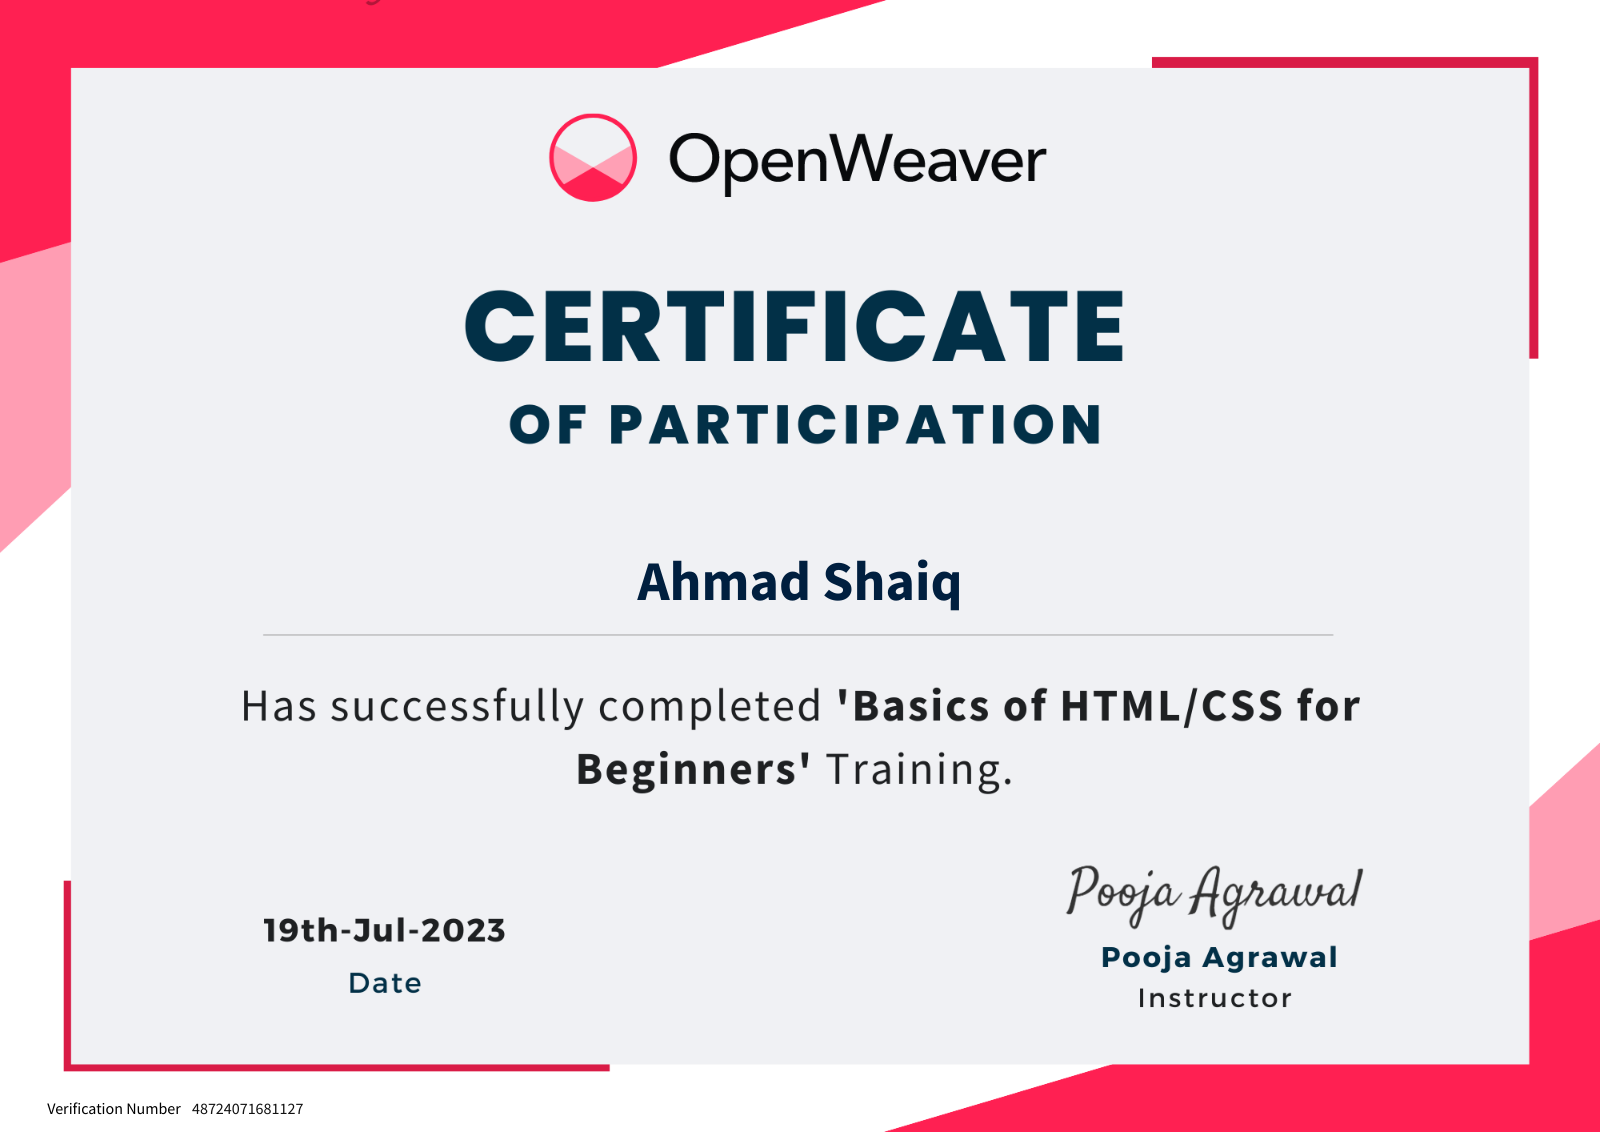 OpenWeaver
CERTIFICATE
OF PARTICIPATION
Ahmad Shaiq
Has successfully completed 'Basics of HTML/CSS for
Beginners' Training.
19th-Jul-2023
Date
Pooja Agrawal
Pooja Agrawal
Instructor
Verification Number 48724071681127